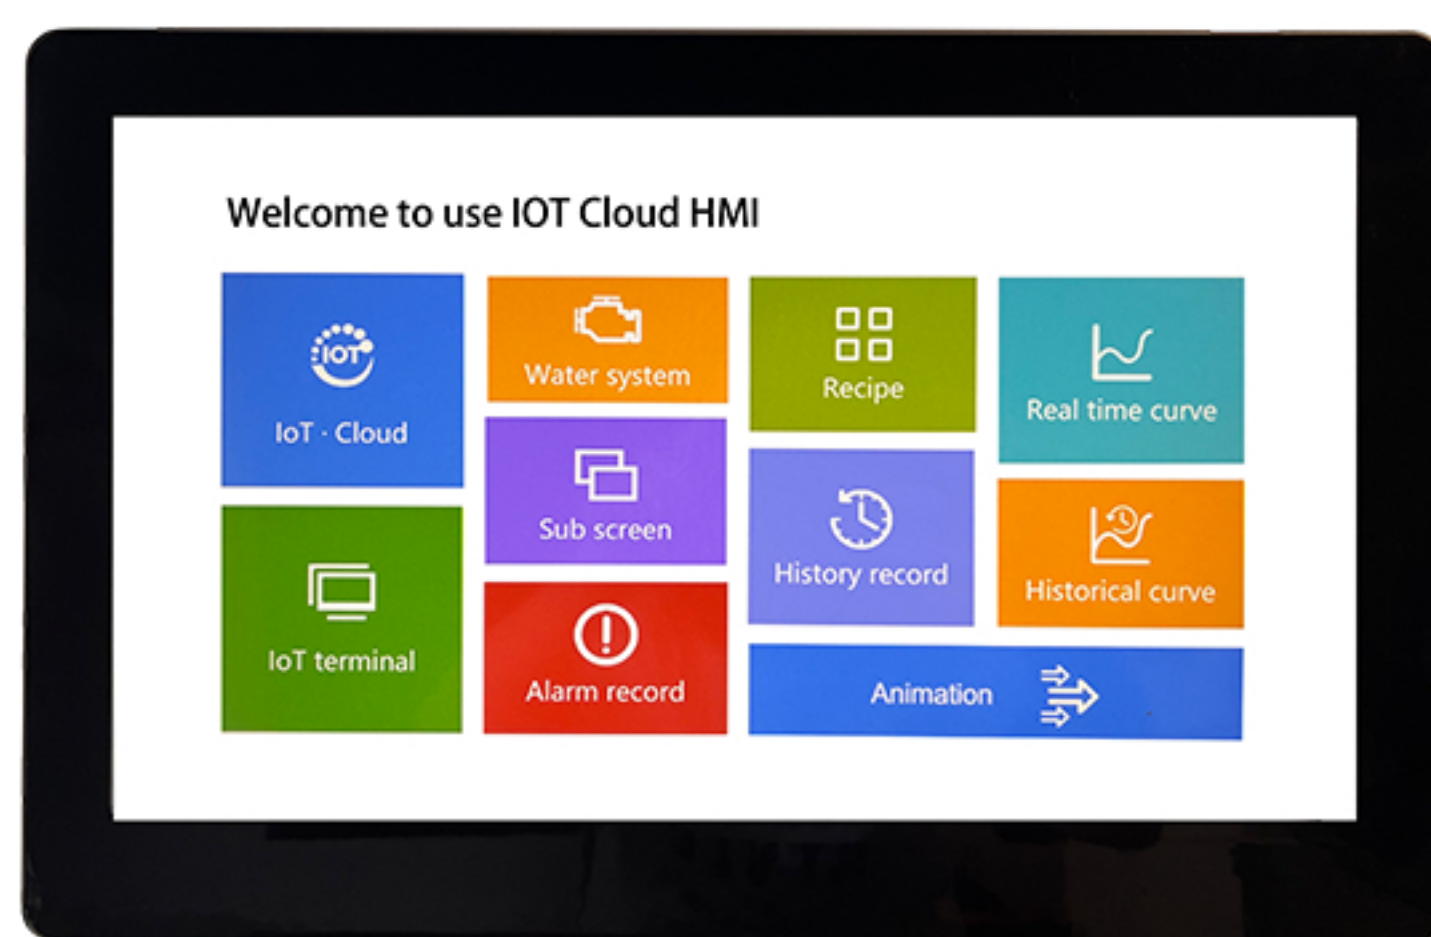 Welcome to use IOT Cloud HMI
IOT
IoT · Cloud
Water system
Recipe
Real time curve
Sub screen
History record
Historical curve
IoT terminal
Alarm record
Animation